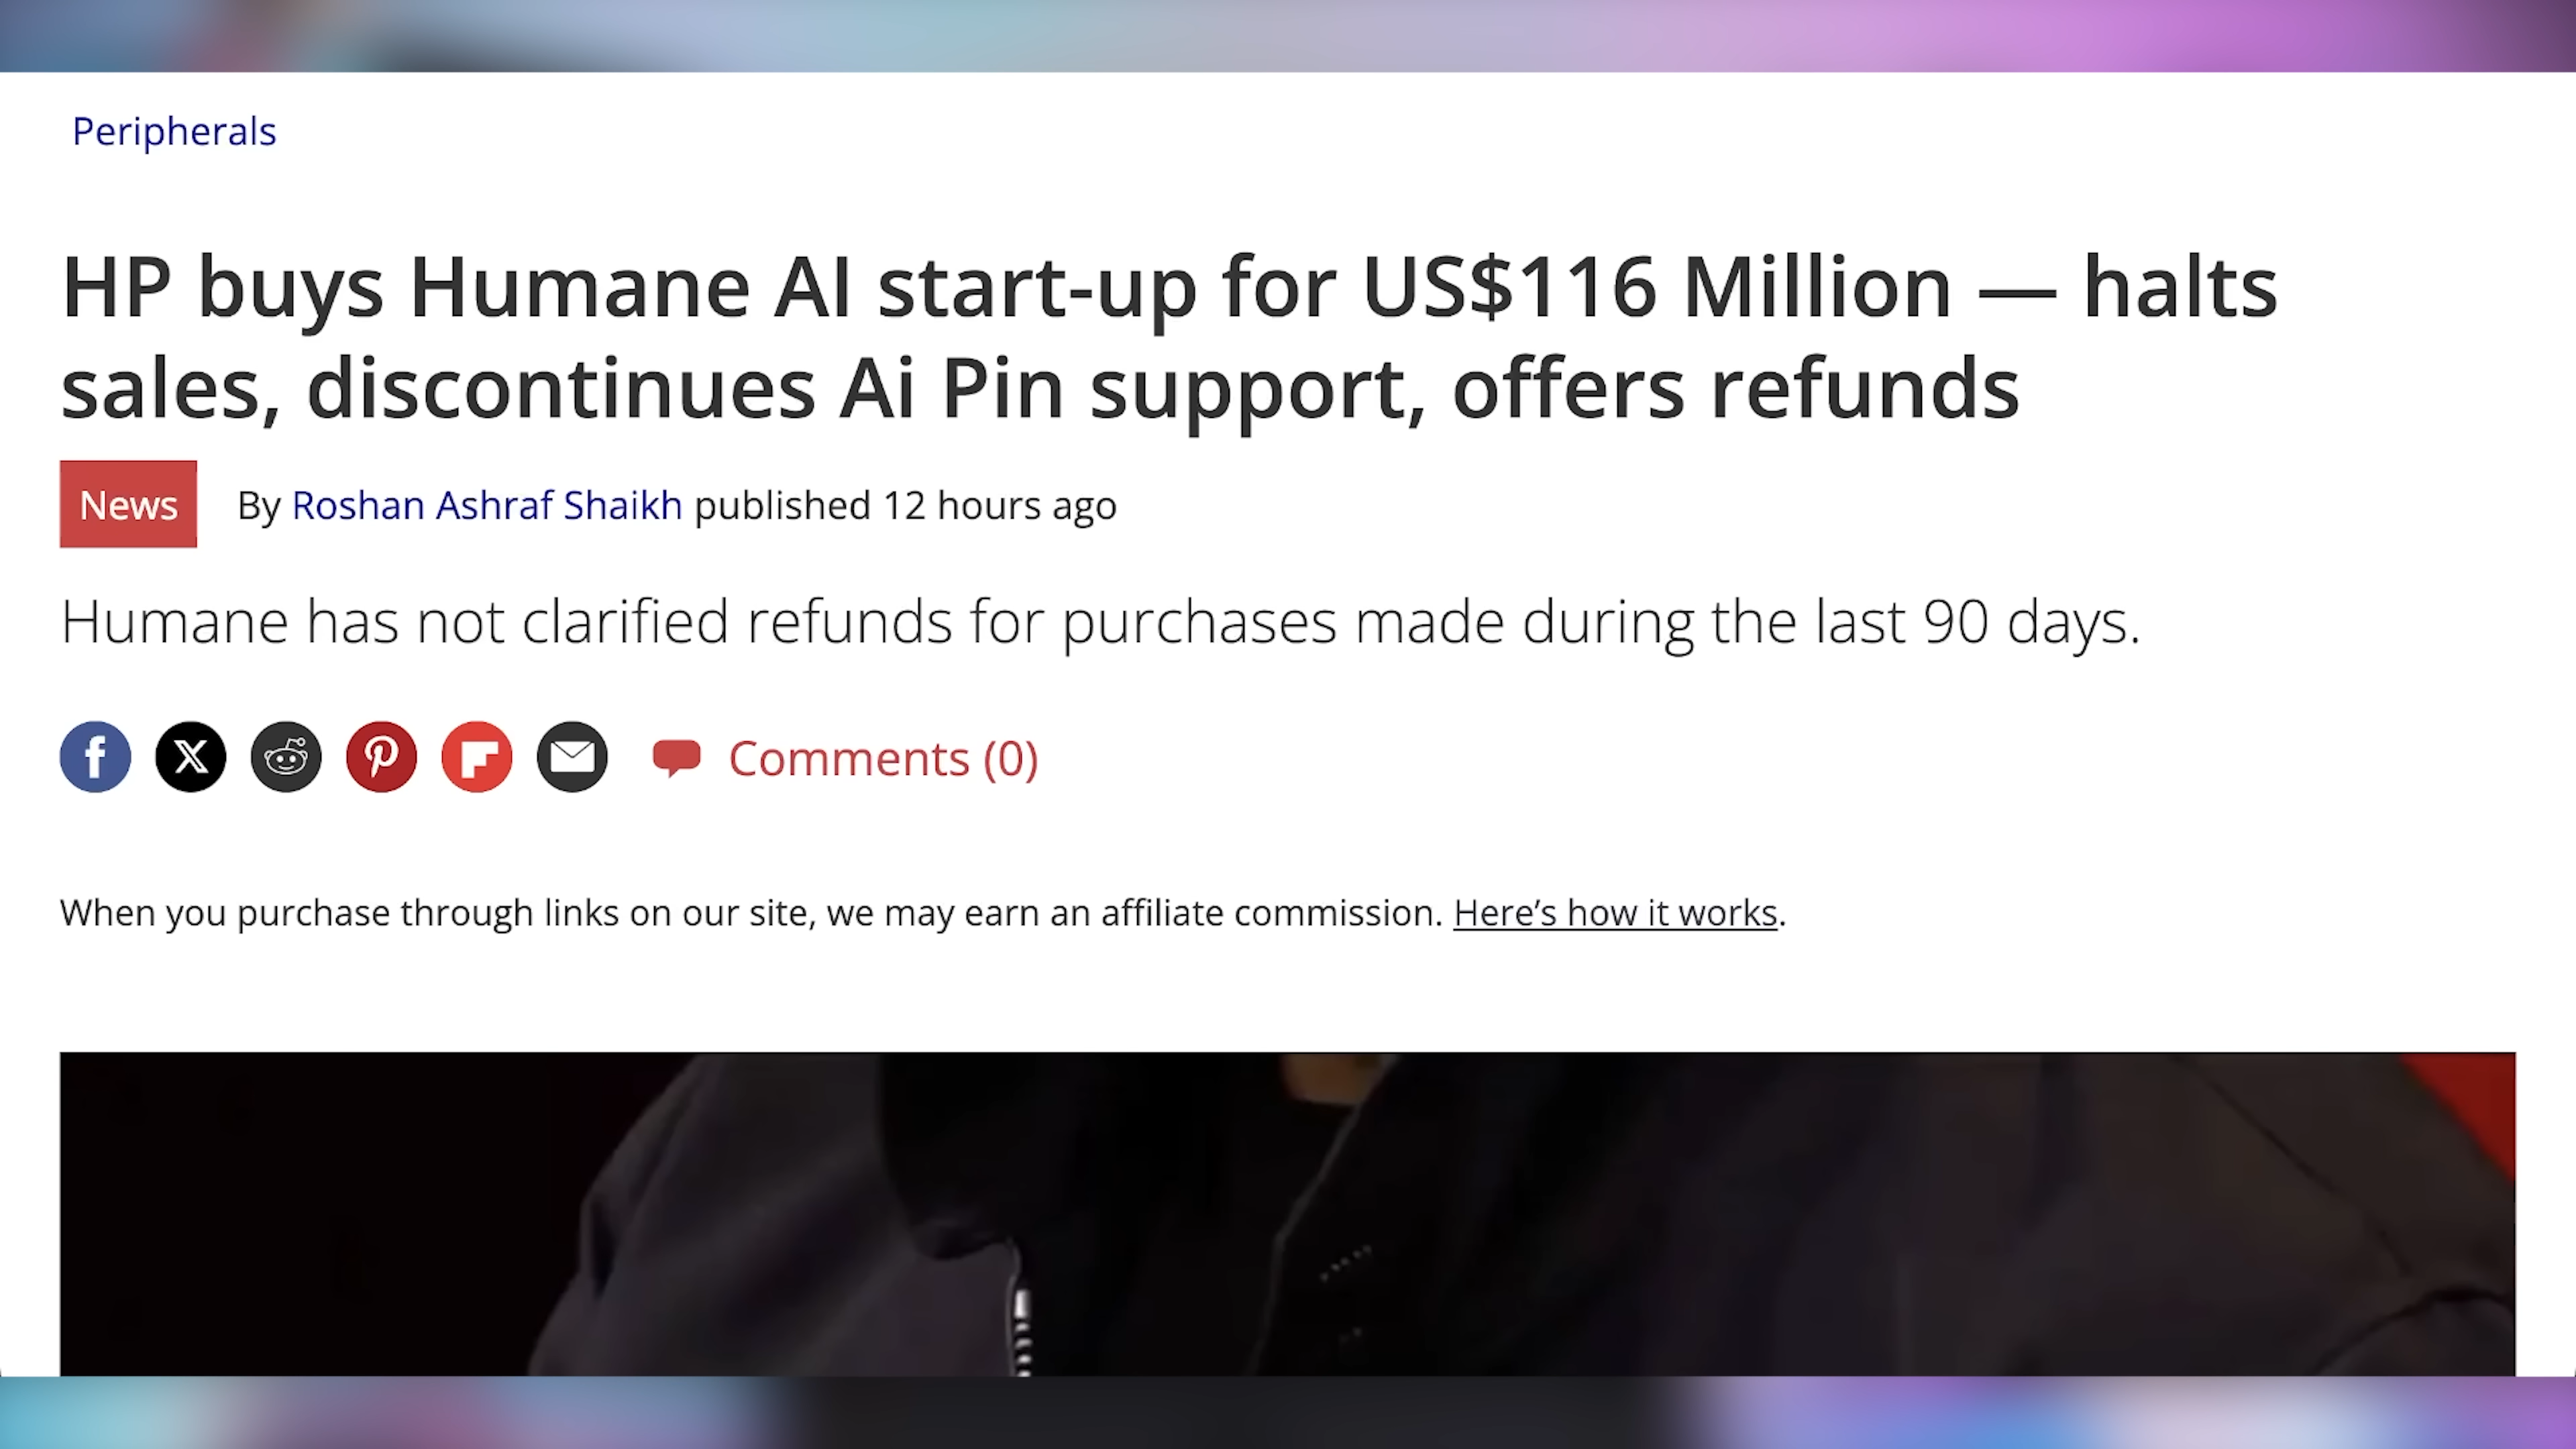 Peripherals
HP buys Humane AI start-up for US$116 Million — halts
sales, discontinues Ai Pin support, offers refunds
News By Roshan Ashraf Shaikh published 12 hours ago
Humane has not clarified refunds for purchases made during the last 90 days.
Comments (0)
When you purchase through links on our site, we may earn an affiliate commission. Here’s how it works.